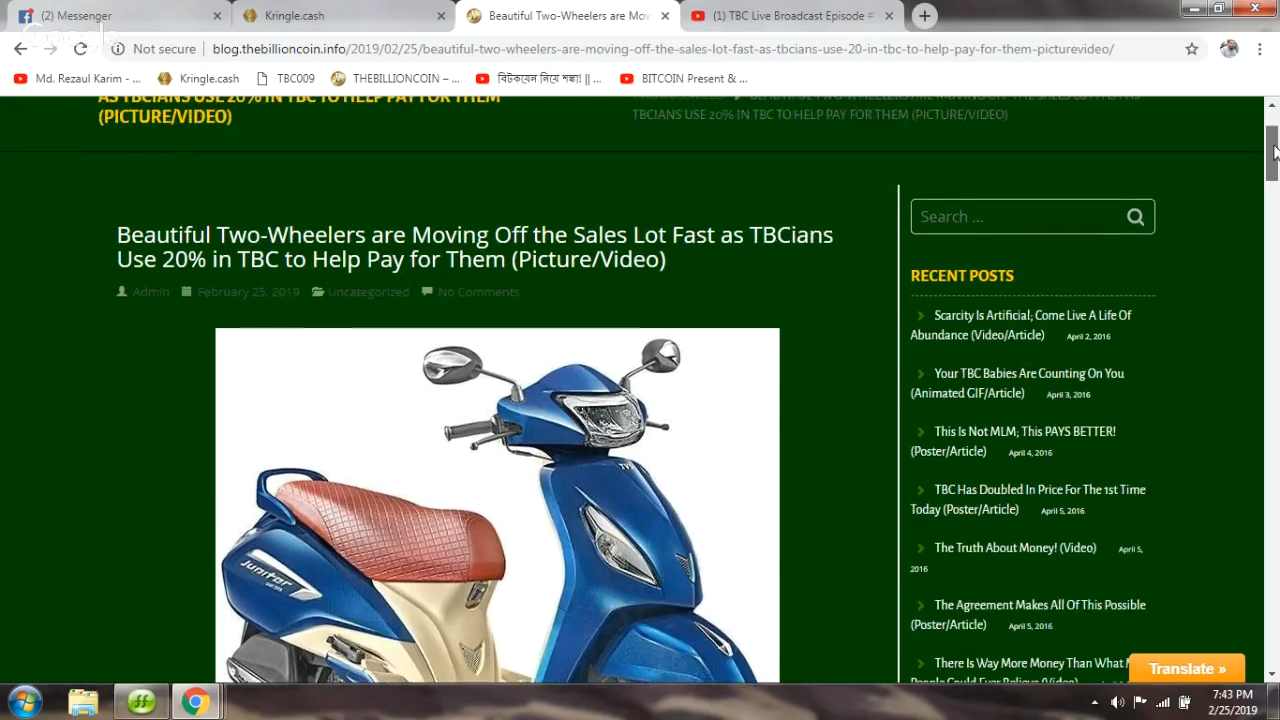 (2) Messenger
Kringle.cash
Beautiful Two-Wheelers are Mov
(1) TBC Live Broadcast Episode #
Not secure
blog.thebillioncoin.info/2019/02/25/beautiful-two-wheelers-are-moving-off-the-sales-lot-fast-as-tbcians-use-20-in-tbc-to-help-pay-for-them-picturevideo/
Md. Rezaul Karim - ...
Kringle.cash
TBC009
THEBILLIONCOIN – ...
বিটকয়েন নিয়ে শঙ্কা! || ...
BITCOIN Present & ...
AS TBCIANS USE 20% IN TBC TO HELP PAY FOR THEM
(PICTURE/VIDEO)
TBCIANS USE 20% IN TBC TO HELP PAY FOR THEM (PICTURE/VIDEO)
Beautiful Two-Wheelers are Moving Off the Sales Lot Fast as TBCians
Use 20% in TBC to Help Pay for Them (Picture/Video)
Admin February 25, 2019 Uncategorized No Comments
TVS
Jupiter
Search ...
RECENT POSTS
Scarcity Is Artificial; Come Live A Life Of
Abundance (Video/Article) April 2, 2016
Your TBC Babies Are Counting On You
(Animated GIF/Article) April 3, 2016
This Is Not MLM; This PAYS BETTER!
(Poster/Article) April 4, 2016
TBC Has Doubled In Price For The 1st Time
Today (Poster/Article) April 5, 2016
The Truth About Money! (Video) April 5,
2016
The Agreement Makes All Of This Possible
(Poster/Article) April 5, 2016
There Is Way More Money Than What
People Could Ever Believe (Video)
Translate »
7:43 PM
2/25/2019